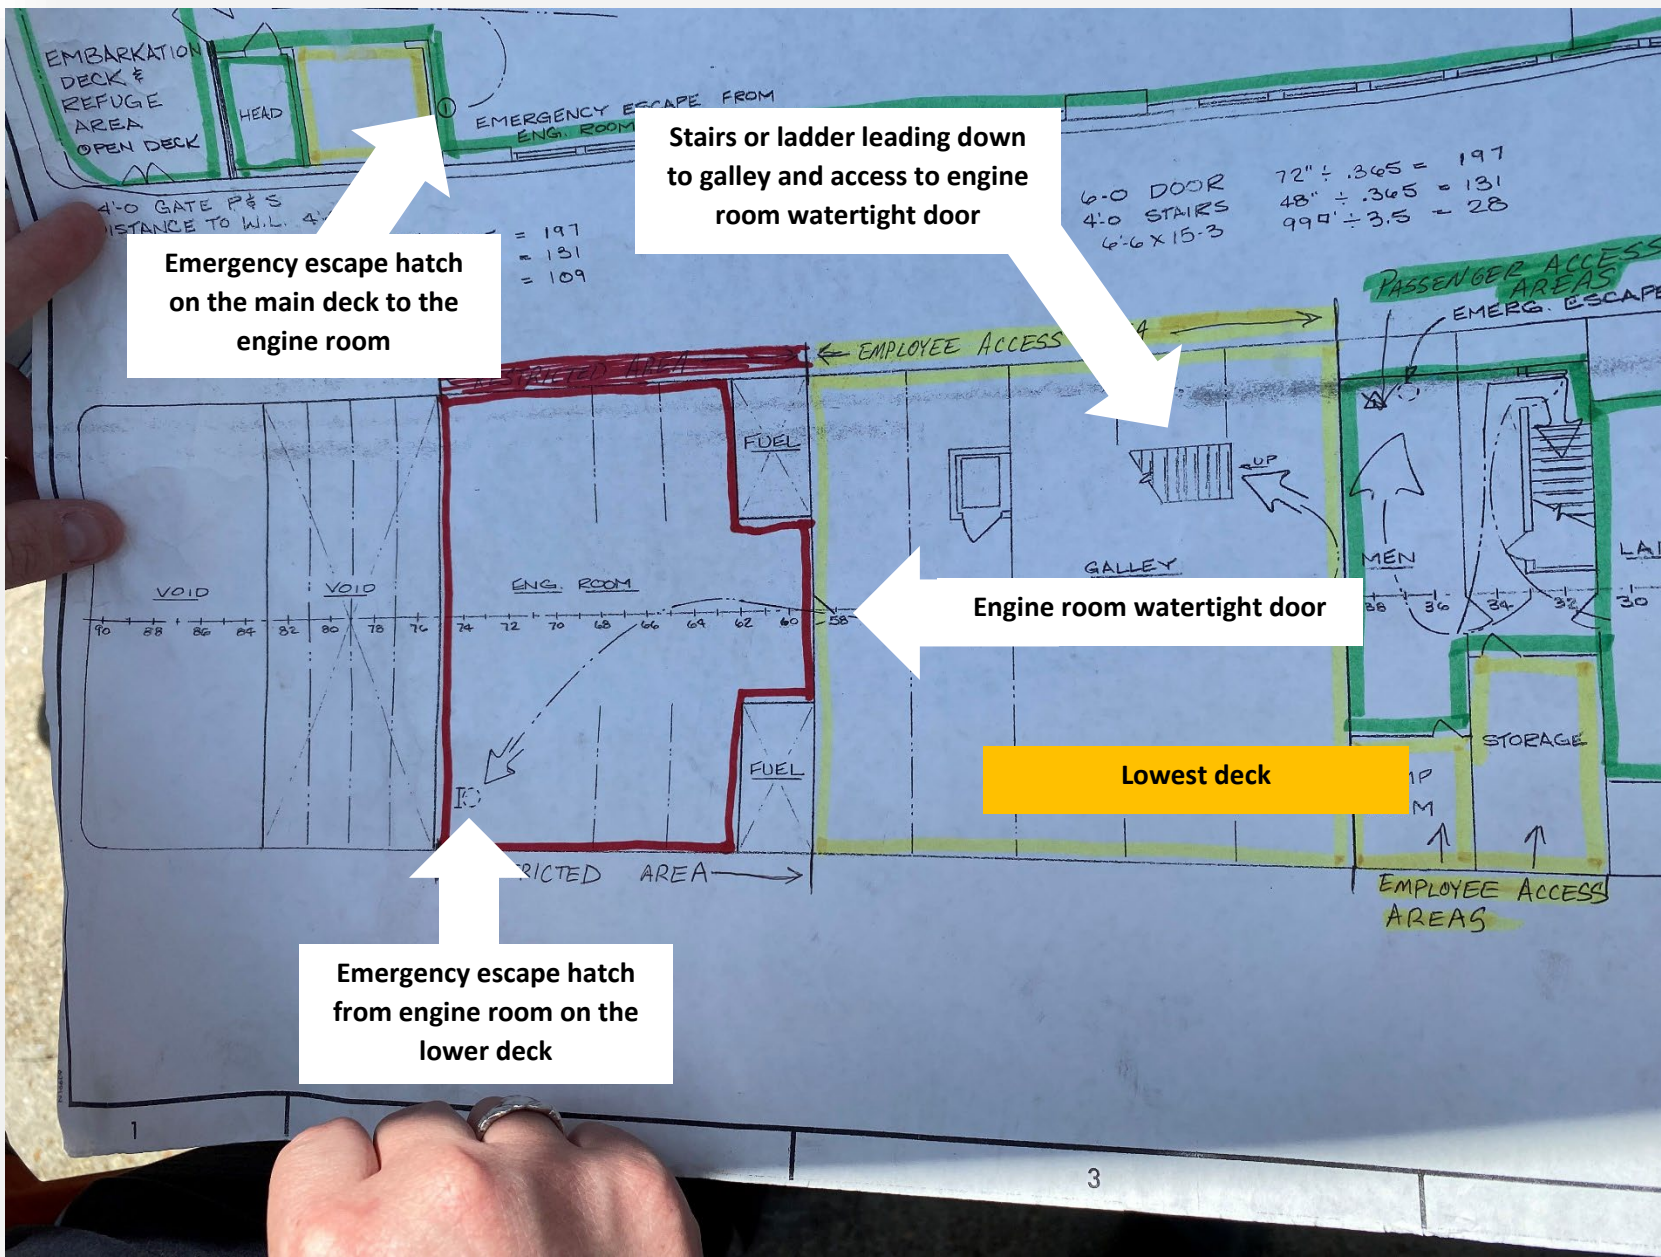 EMBARKATION
DECK &
REFUGE
AREA
OPEN DECK
HEAD
1
EMERGENCY ESCAPE FROM
ENG. ROOM
4'-0 GATE P & S
DISTANCE TO W.L. 4'-
= 197
= 131
= 109
Emergency escape hatch
on the main deck to the
engine room
Stairs or ladder leading down
to galley and access to engine
room watertight door
6-0 DOOR 72" ÷ .365 = 197
4'-0 STAIRS 48" ÷ .365 = 131
6'-6 X 15-3 99 ÷ 3.5 = 28
PASSENGER ACCESS
AREAS
EMERG. ESCAPE
RESTRICTED AREA
EMPLOYEE ACCESS
FUEL
UP
VOID
VOID
ENG. ROOM
GALLEY
MEN
Engine room watertight door
90 88 86 84 82 80 78 76 74 72 70 68 66 64 62 60 58 38 36 34 32 30
STORAGE
FUEL
Lowest deck
RICTED AREA
EMPLOYEE ACCESS
AREAS
Emergency escape hatch
from engine room on the
lower deck
1
3